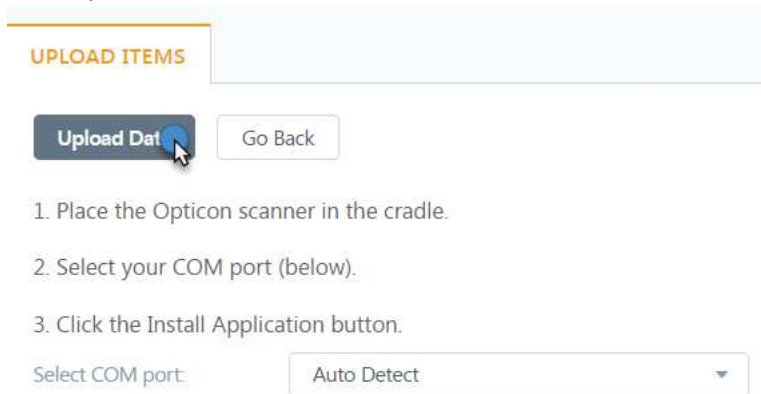 UPLOAD ITEMS
Upload Dat
Go Back
1. Place the Opticon scanner in the cradle.
2. Select your COM port (below).
3. Click the Install Application button.
Select COM port:
Auto Detect